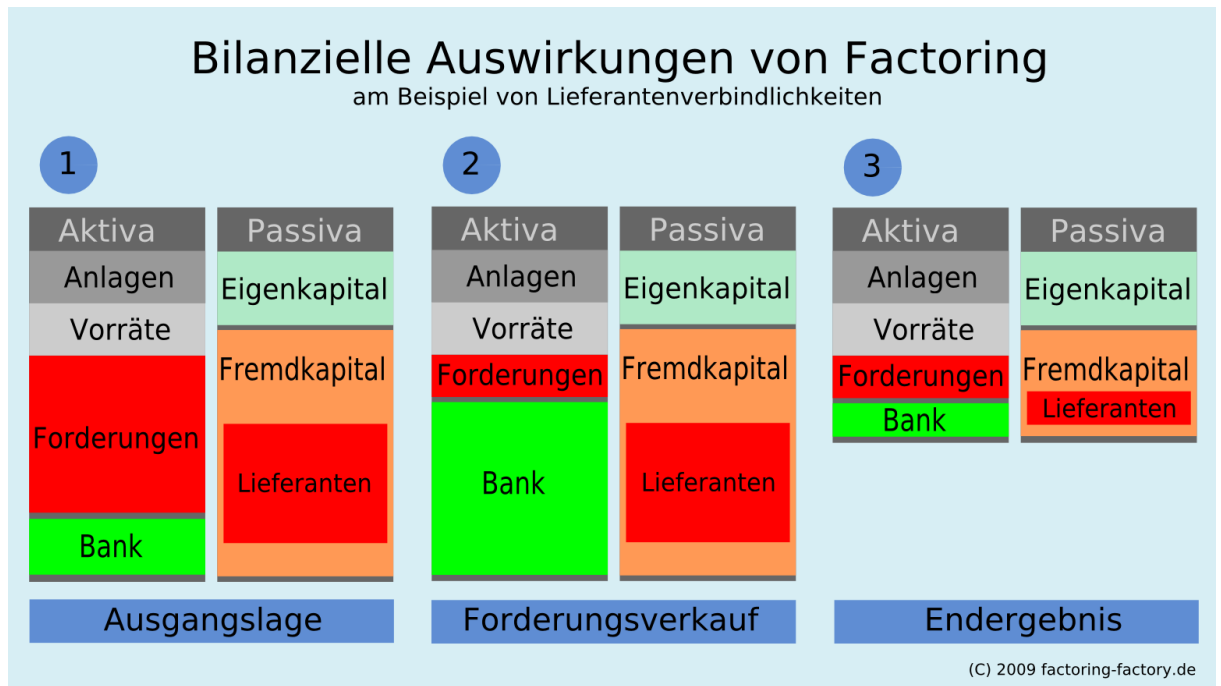 Bilanzielle Auswirkungen von Factoring
am Beispiel von Lieferantenverbindlichkeiten
1
Aktiva
Anlagen
Vorräte
Forderungen
Bank
Passiva
Eigenkapital
Fremdkapital
Lieferanten
Ausgangslage
2
Aktiva
Anlagen
Vorräte
Forderungen
Bank
Passiva
Eigenkapital
Fremdkapital
Lieferanten
Forderungsverkauf
3
Aktiva
Anlagen
Vorräte
Forderungen
Bank
Passiva
Eigenkapital
Fremdkapital
Lieferanten
Endergebnis
(C) 2009 factoring-factory.de